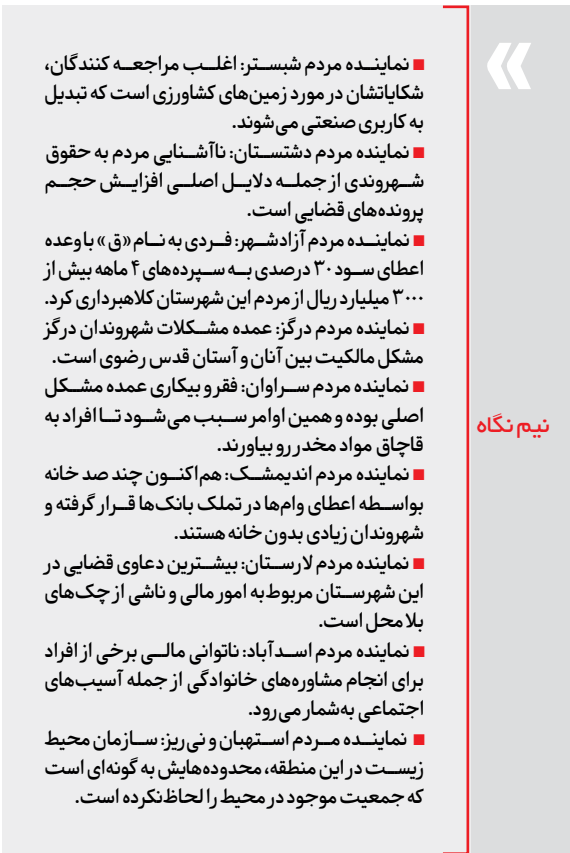 »
نیم نگاه
■ نماینده مردم شبستر: اغلب مراجعه کنندگان،
شکایاتشان در مورد زمین‌های کشاورزی است که تبدیل
به کاربری صنعتی می‌شوند.
■ نماینده مردم دشتستان: ناآشنایی مردم به حقوق
شهروندی از جمله دلایل اصلی افزایش حجم
پرونده‌های قضایی است.
■ نماینده مردم آزادشهر: فردی به نام «ق» با وعده
اعطای سود ۳۰ درصدی به سپرده‌های ۴ ماهه بیش از
۳۰۰۰ میلیارد ریال از مردم این شهرستان کلاهبرداری کرد.
■ نماینده مردم درگز: عمده مشکلات شهروندان درگز
مشکل مالکیت بین آنان و آستان قدس رضوی است.
■ نماینده مردم سراوان: فقر و بیکاری عمده مشکل
اصلی بوده و همین اوامر سبب می‌شود تا افراد به
قاچاق مواد مخدر رو بیاورند.
■ نماینده مردم اندیمشک: هم‌اکنون چند صد خانه
بواسطه اعطای وام‌ها در تملک بانک‌ها قرار گرفته و
شهروندان زیادی بدون خانه هستند.
■ نماینده مردم لارستان: بیشترین دعاوی قضایی در
این شهرستان مربوط به امور مالی و ناشی از چک‌های
بلا محل است.
■ نماینده مردم اسدآباد: ناتوانی مالی برخی از افراد
برای انجام مشاوره‌های خانوادگی از جمله آسیب‌های
اجتماعی به‌شمار می‌رود.
■ نماینده مردم استهبان و نی‌ریز: سازمان محیط
زیست در این منطقه، محدوده‌هایش به گونه‌ای است
که جمعیت موجود در محیط را لحاظ نکرده است.